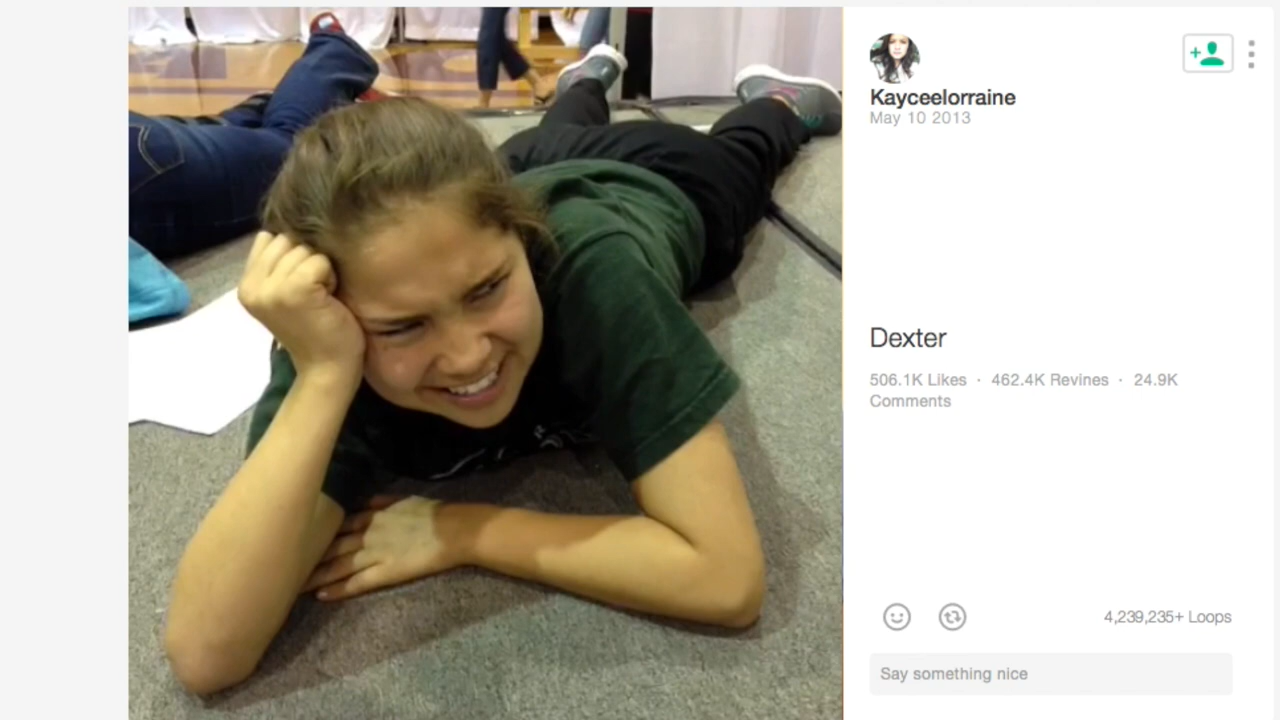 Kayceelorraine
May 10 2013
Dexter
506.1K Likes · 462.4K Revines · 24.9K
Comments
4,239,235+ Loops
Say something nice